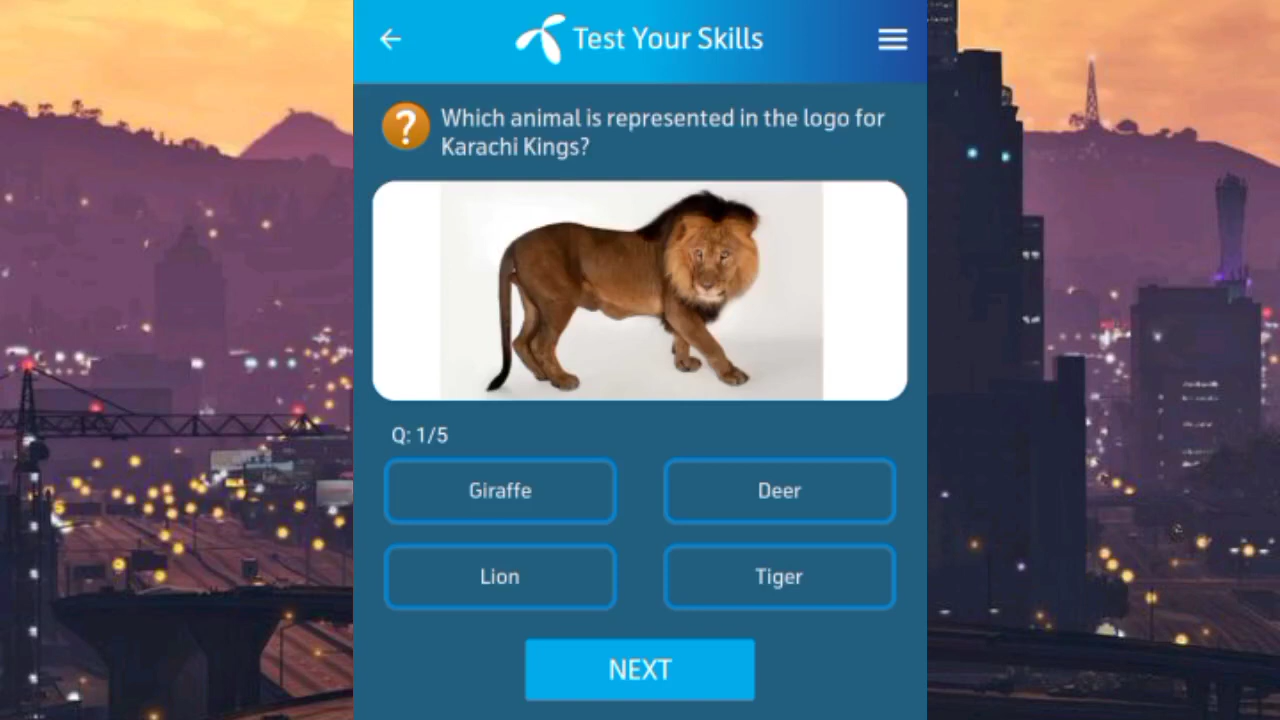 Test Your Skills
Which animal is represented in the logo for
Karachi Kings?
Q: 1/5
Giraffe
Deer
Lion
Tiger
NEXT